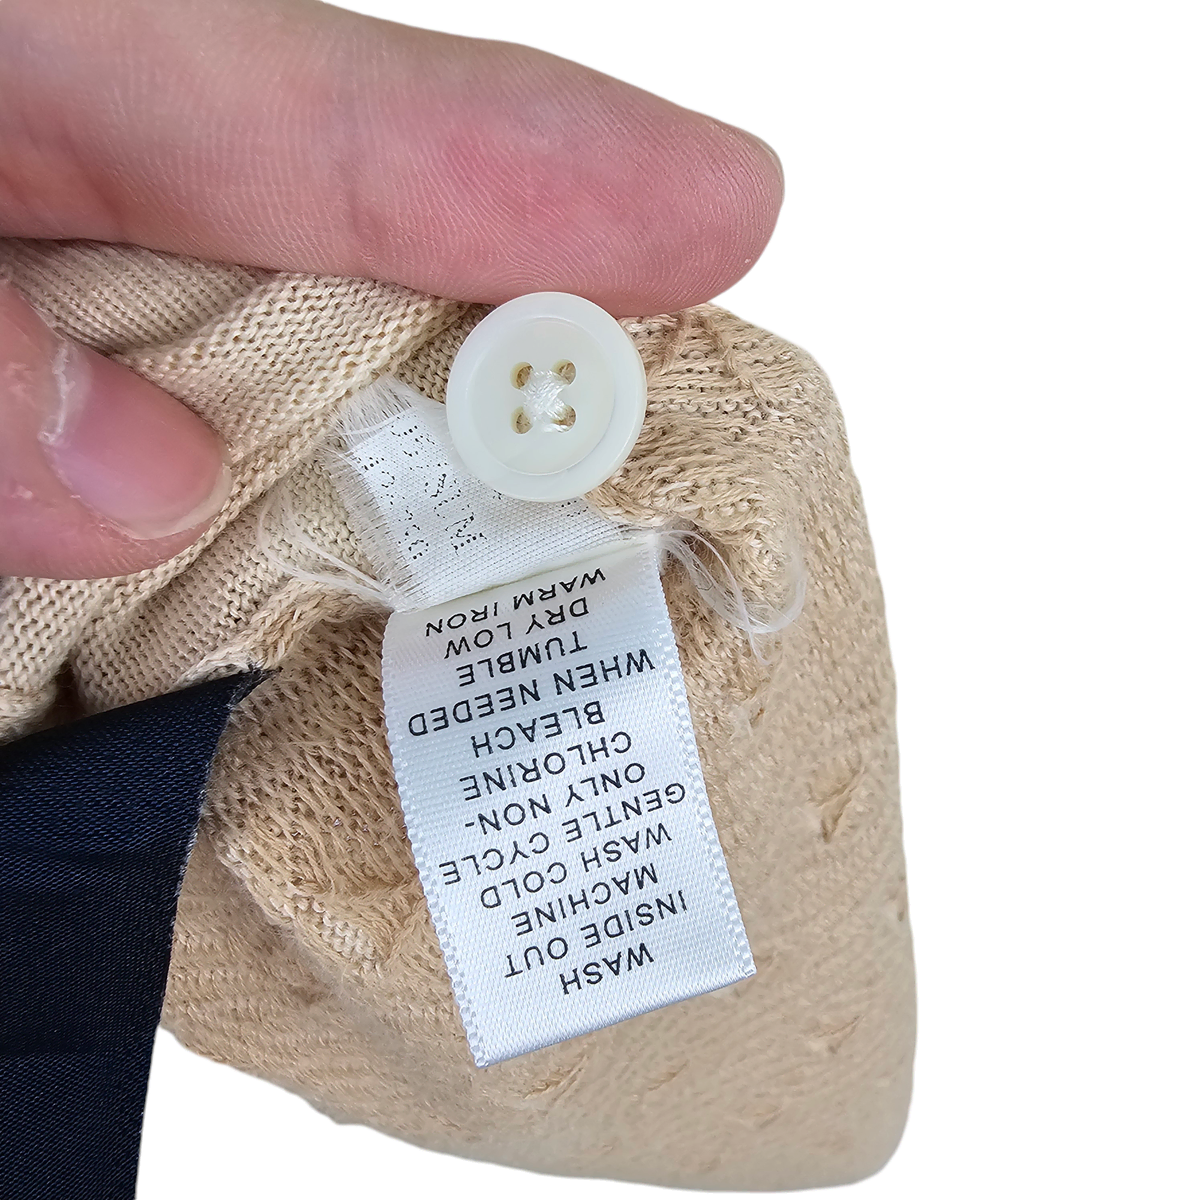 WASH
INSIDE OUT
MACHINE
WASH COLD
GENTLE CYCLE
ONLY NON-
CHLORINE
BLEACH
WHEN NEEDED
TUMBLE
DRY LOW
WARM IRON